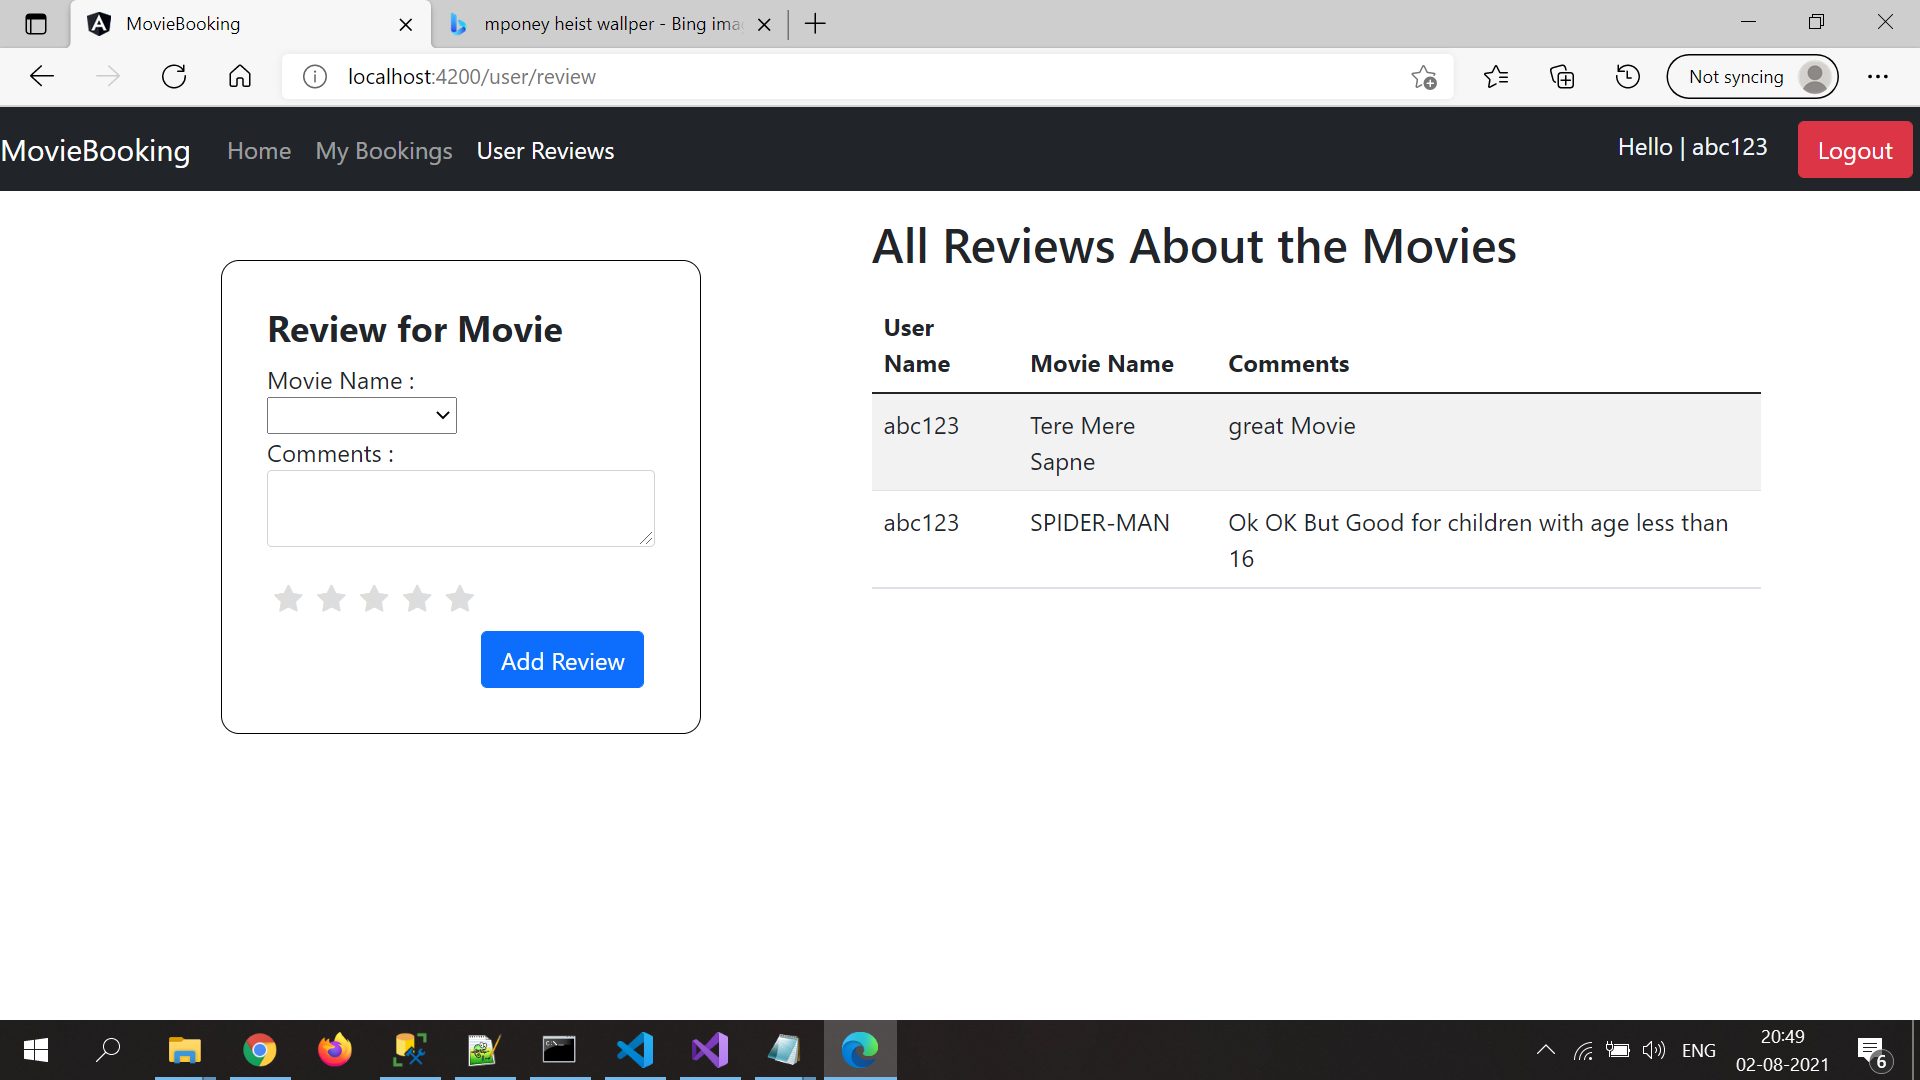 MovieBooking
mponey heist wallper - Bing ima
localhost:4200/user/review
Not syncing
MovieBooking Home My Bookings User Reviews
Hello | abc123
Logout
Review for Movie
Movie Name :
Comments :
Add Review
All Reviews About the Movies
User
Name Movie Name Comments
abc123 Tere Mere great Movie
Sapne
abc123 SPIDER-MAN Ok OK But Good for children with age less than
16
ENG
20:49
02-08-2021
6